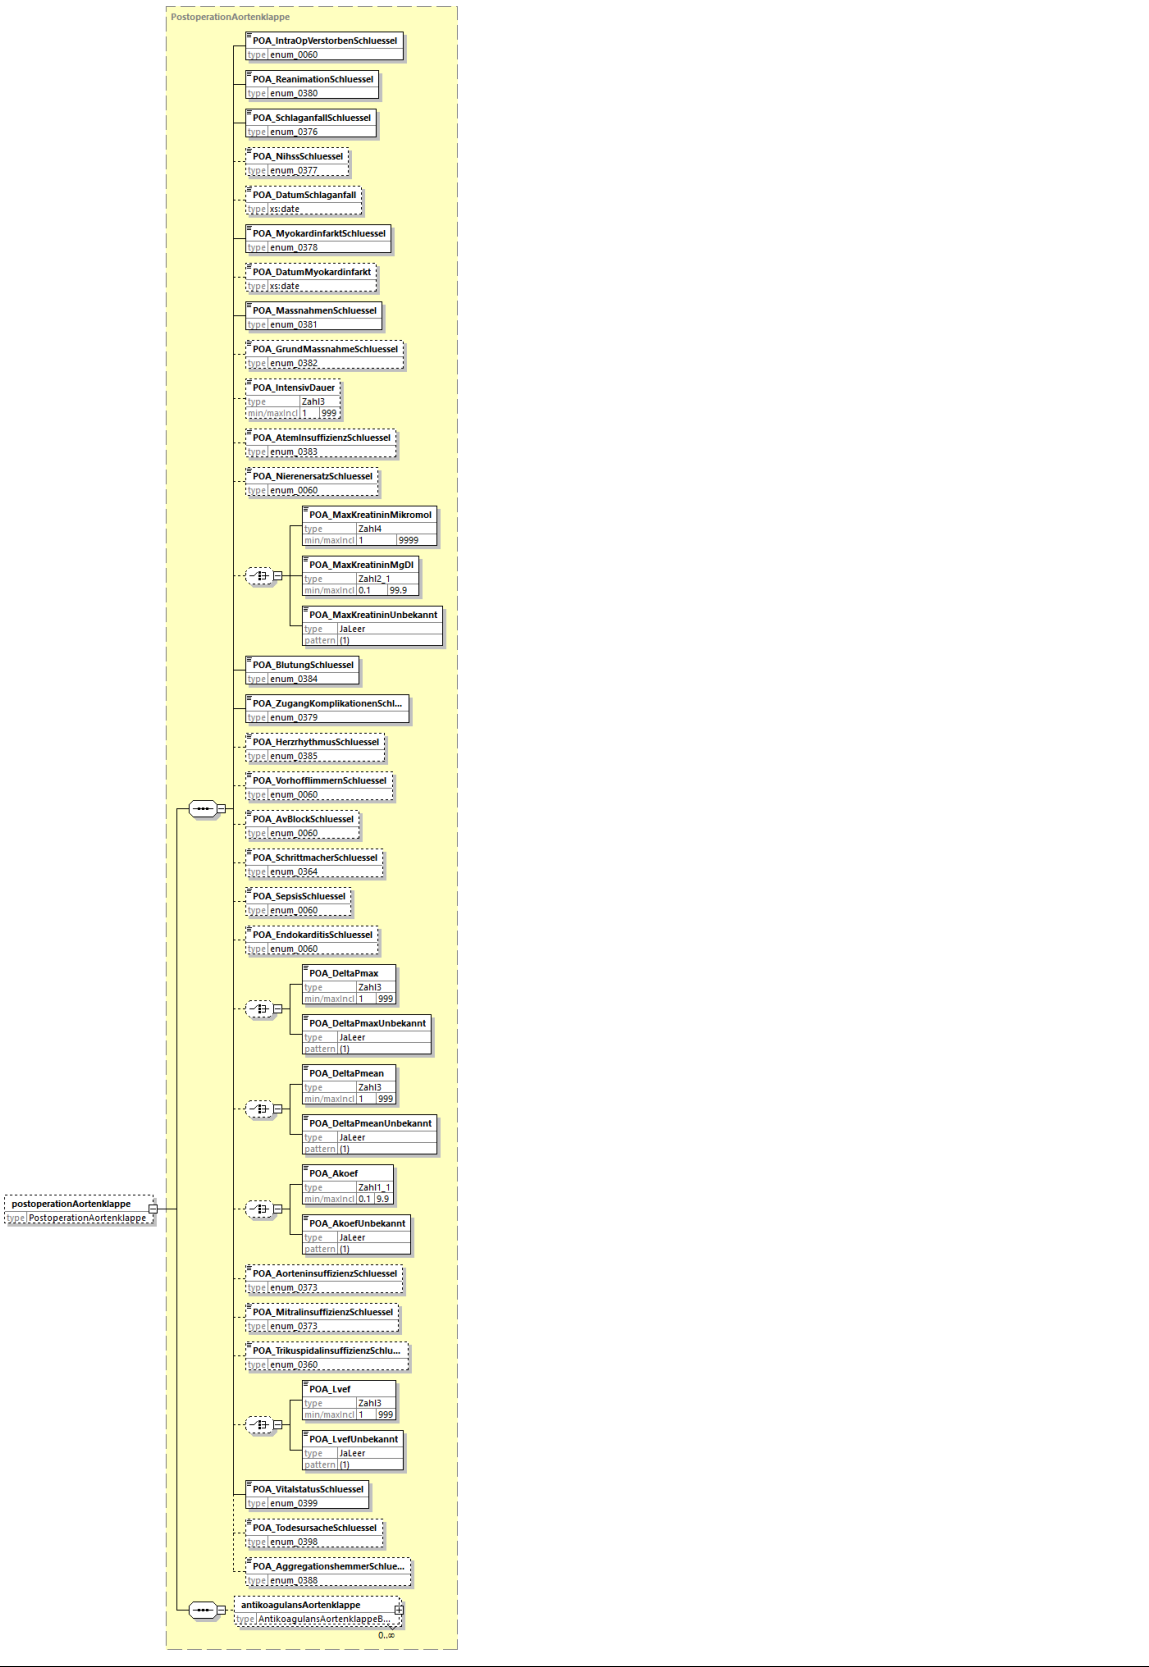 PostoperationAortenklappe
POA_IntraOpVerstorbenSchluessel
type enum_0060
POA_ReanimationSchluessel
type enum_0380
POA_SchlaganfallSchluessel
type enum_0376
POA_NihssSchluessel
type enum_0377
POA_DatumSchlaganfall
type xs:date
POA_MyokardinfarktSchluessel
type enum_0378
POA_DatumMyokardinfarkt
type xs:date
POA_MassnahmenSchluessel
type enum_0381
POA_GrundMassnahmeSchluessel
type enum_0382
POA_IntensivDauer
type Zahl3
min/maxIncl 1 999
POA_AtemInsuffizienzSchluessel
type enum_0383
POA_NierenersatzSchluessel
type enum_0060
POA_MaxKreatininMikromol
type Zahl4
min/maxIncl 1 9999
POA_MaxKreatininMgDl
type Zahl2_1
min/maxIncl 0.1 99.9
POA_MaxKreatininUnbekannt
type JaLeer
pattern (1)
POA_BlutungSchluessel
type enum_0384
POA_ZugangKomplikationenSchl...
type enum_0379
POA_HerzrhythmusSchluessel
type enum_0385
POA_VorhofflimmernSchluessel
type enum_0060
POA_AvBlockSchluessel
type enum_0060
POA_SchrittmacherSchluessel
type enum_0364
POA_SepsisSchluessel
type enum_0060
POA_EndokarditisSchluessel
type enum_0060
POA_DeltaPmax
type Zahl3
min/maxIncl 1 999
POA_DeltaPmaxUnbekannt
type JaLeer
pattern (1)
POA_DeltaPmean
type Zahl3
min/maxIncl 1 999
POA_DeltaPmeanUnbekannt
type JaLeer
pattern (1)
POA_Akoef
type Zahl1_1
min/maxIncl 0.1 9.9
postoperationAortenklappe
type PostoperationAortenklappe
POA_AkoefUnbekannt
type JaLeer
pattern (1)
POA_AorteninsuffizienzSchluessel
type enum_0373
POA_MitralinsuffizienzSchluessel
type enum_0373
POA_TrikuspidalinsuffizienzSchlu...
type enum_0360
POA_Lvef
type Zahl3
min/maxIncl 1 999
POA_LvefUnbekannt
type JaLeer
pattern (1)
POA_VitalstatusSchluessel
type enum_0399
POA_TodesursacheSchluessel
type enum_0398
POA_AggregationshemmerSchlue...
type enum_0388
antikoagulansAortenklappe
type AntikoagulansAortenklappeB...
0..∞